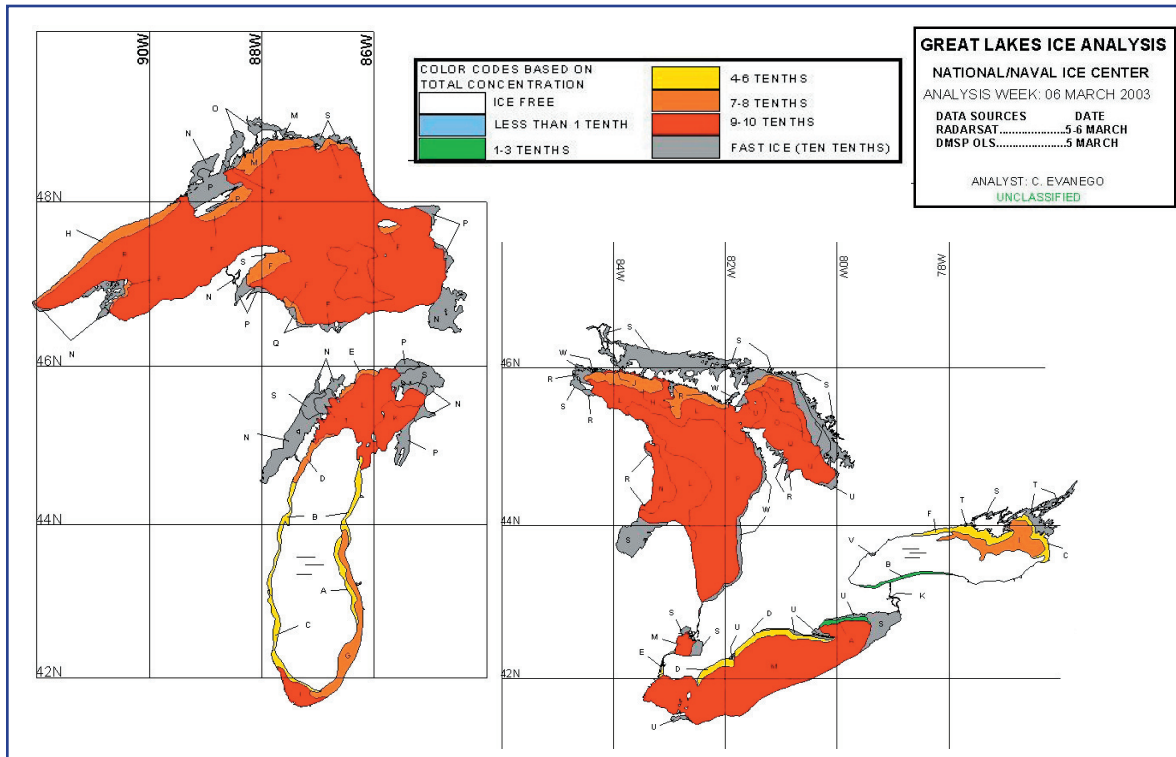 GREAT LAKES ICE ANALYSIS
NATIONAL/NAVAL ICE CENTER
ANALYSIS WEEK: 06 MARCH 2003
DATA SOURCES DATE
RADARSAT.....................5-6 MARCH
DMSP OLS.....................5 MARCH
ANALYST: C. EVANEGO
UNCLASSIFIED
COLOR CODES BASED ON
TOTAL CONCENTRATION
ICE FREE
LESS THAN 1 TENTH
1-3 TENTHS
4-6 TENTHS
7-8 TENTHS
9-10 TENTHS
FAST ICE (TEN TENTHS)
90W
88W
86W
O
M
S
N
M
P
48N
H
P
F
S
F
N
P
N
Q
N
46N
N
E
P
S
S
N
N
P
D
44N
B
A
C
G
42N
I
84W
82W
80W
78W
S
46N
W
S
S
R
W
S
R
L
R
R
U
W
44N
S
T
S
T
F
V
B
C
K
S
M
S
U
D
U
U
S
E
D
M
42N
U